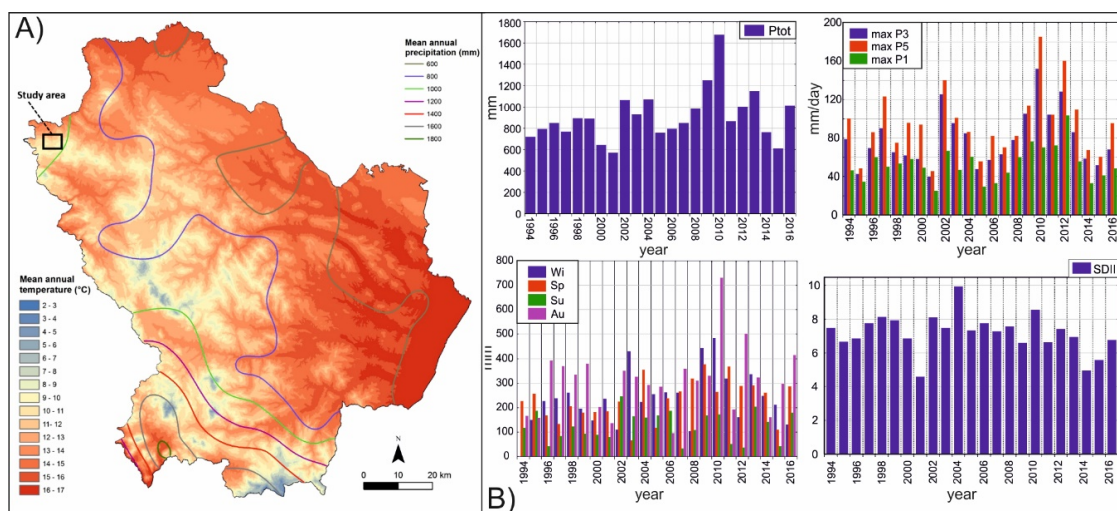 A)
Study area
Mean annual
precipitation (mm)
600
800
1000
1200
1400
1600
1800
Mean annual
temperature (°C)
2 - 3
3 - 4
4 - 5
5 - 6
6 - 7
7 - 8
8 - 9
9 - 10
10 - 11
11- 12
12 - 13
13 - 14
14 - 15
15 - 16
16 - 17
N
0 10 20 km
B)
mm
1800
1600
1400
1200
1000
800
600
400
200
0
Ptot
1994 1996 1998 2000 2002 2004 2006 2008 2010 2012 2014 2016
year
mm/day
200
160
120
80
40
0
max P3
max P5
max P1
1994 1996 1998 2000 2002 2004 2006 2008 2010 2012 2014 2016
year
800
700
600
500
400
300
200
100
0
Wi
Sp
Su
Au
1994 1996 1998 2000 2002 2004 2006 2008 2010 2012 2014 2016
year
10
8
6
4
2
0
SDII
1994 1996 1998 2000 2002 2004 2006 2008 2010 2012 2014 2016
year